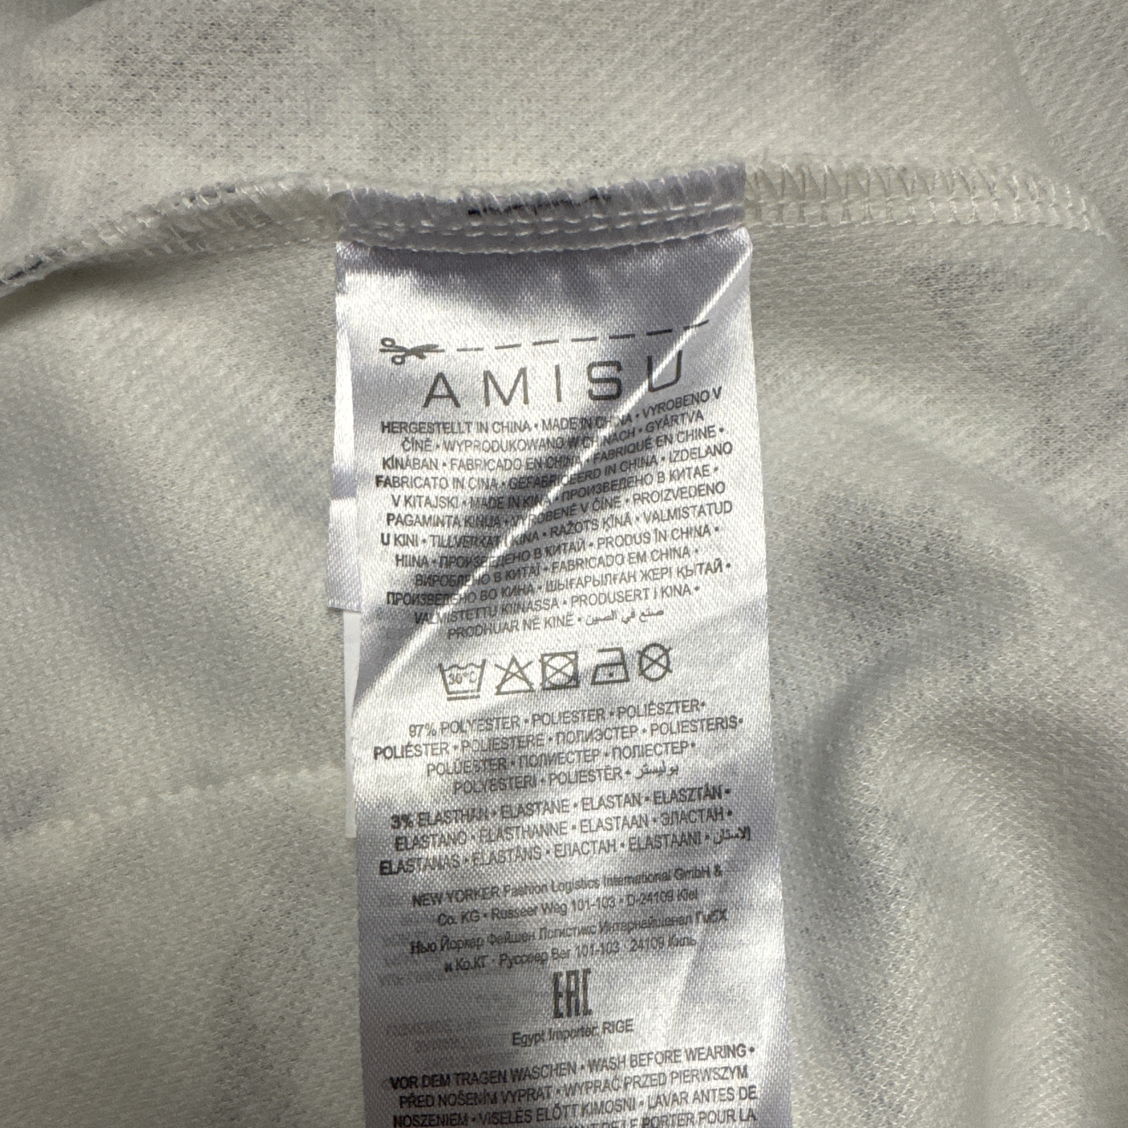 AMISU
HERGESTELLT IN CHINA • MADE IN CHINA • VYROBENO V
ČÍNĚ • WYPRODUKOWANO W CHINACH • GYÁRTVA
KÍNÁBAN • FABRICADO EN CHINA • FABRIQUÉ EN CHINE •
FABRICATO IN CINA • GEFABRICEERD IN CHINA • IZDELANO
V KITAJSKI • MADE IN KINA • ПРОИЗВЕДЕНО В КИТАЕ •
PAGAMINTA KINIJA • VYROBENÉ V ČÍNE • PROIZVEDENO
U KINI • TILLVERKAT I KINA • RAŽOTS ĶĪNĀ • VALMISTATUD
HIINA • ПРОИЗВЕДЕНО В КИТАЙ • PRODUS ÎN CHINA •
ВИРОБЛЕНО В КИТАЇ • FABRICADO EM CHINA •
ПРОИЗВЕДЕНО ВО КИНА • ШЫҒАРЫЛҒАН ЖЕРІ ҚЫТАЙ •
VALMISTETTU KIINASSA • PRODUSERT I KINA •
PRODHUAR NË KINË • صنع في الصين
30°C
97% POLYESTER • POLIESTER • POLIÉSZTER •
POLIÉSTER • POLIESTERE • ПОЛИЭСТЕР • POLIESTERIS •
POLÜESTER • ПОЛИЕСТЕР • ПОЛІЕСТЕР •
POLYESTERI • POLIESTËR • بوليستر
3% ELASTHAN • ELASTANE • ELASTAN • ELASZTÁN •
ELASTANO • ÉLASTHANNE • ELASTAAN • ЭЛАСТАН •
ELASTANAS • ELASTĀNS • ЕЛАСТАН • ELASTAANI • الاستان
NEW YORKER Fashion Logistics International GmbH &
Co. KG • Russeer Weg 101-103 • D-24109 Kiel
Нью Йоркер Фейшен Логистикс Интернейшенал ГмбХ
и Ко.КГ · Руссеер Вег 101-103 · 24109 Киль
EAC
Egypt Importer: RIGE
VOR DEM TRAGEN WASCHEN • WASH BEFORE WEARING •
PŘED NOŠENÍM VYPRAT • WYPRAĆ PRZED PIERWSZYM
NOSZENIEM • VISELÉS ELŐTT KIMOSNI • LAVAR ANTES DE
PORTER POUR LA